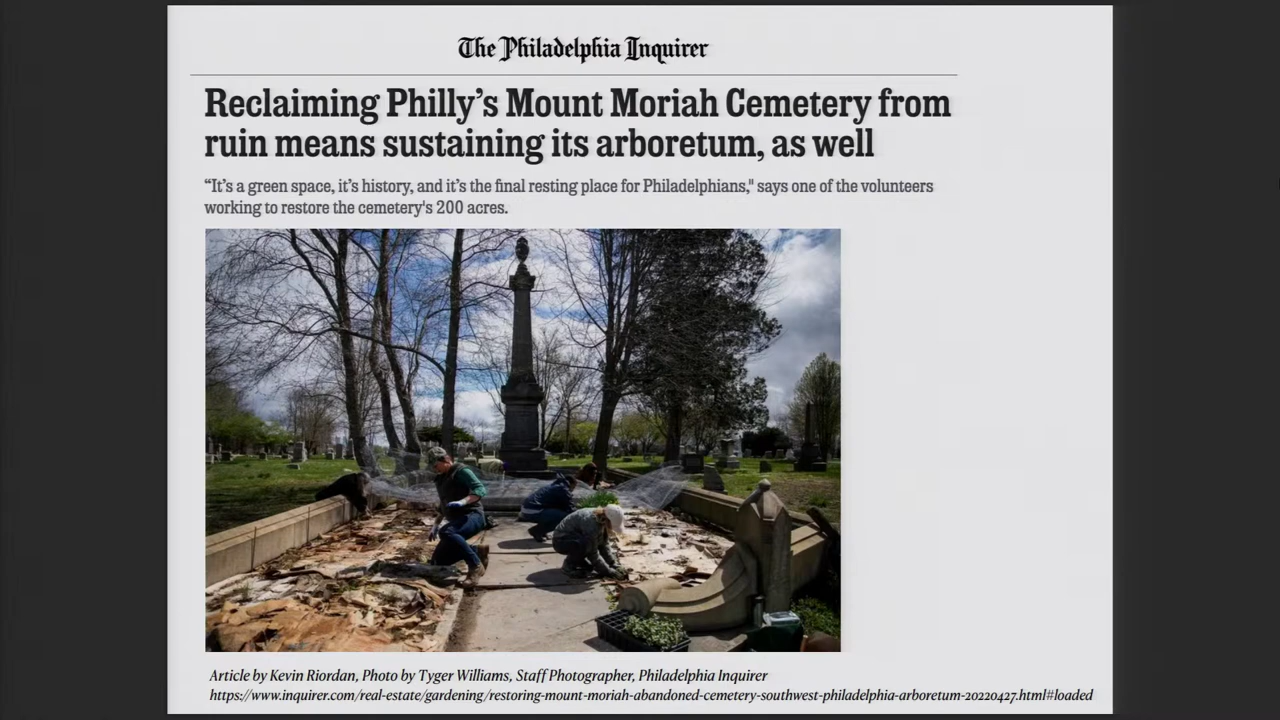 The Philadelphia Inquirer
Reclaiming Philly’s Mount Moriah Cemetery from
ruin means sustaining its arboretum, as well
“It’s a green space, it’s history, and it’s the final resting place for Philadelphians," says one of the volunteers
working to restore the cemetery's 200 acres.
Article by Kevin Riordan, Photo by Tyger Williams, Staff Photographer, Philadelphia Inquirer
https://www.inquirer.com/real-estate/gardening/restoring-mount-moriah-abandoned-cemetery-southwest-philadelphia-arboretum-20220427.html#loaded